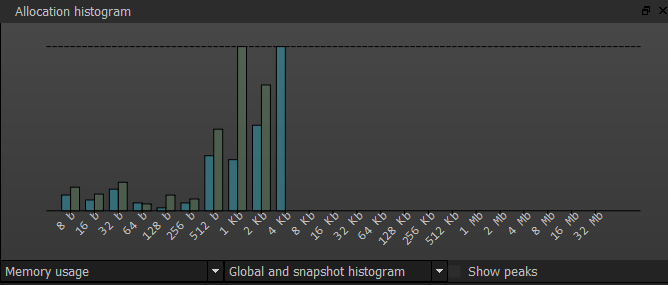 Allocation histogram
8 b
16 b
32 b
64 b
128 b
256 b
512 b
1 Kb
2 Kb
4 Kb
8 Kb
16 Kb
32 Kb
64 Kb
128 Kb
256 Kb
512 Kb
1 Mb
2 Mb
4 Mb
8 Mb
16 Mb
32 Mb
Memory usage
Global and snapshot histogram
Show peaks